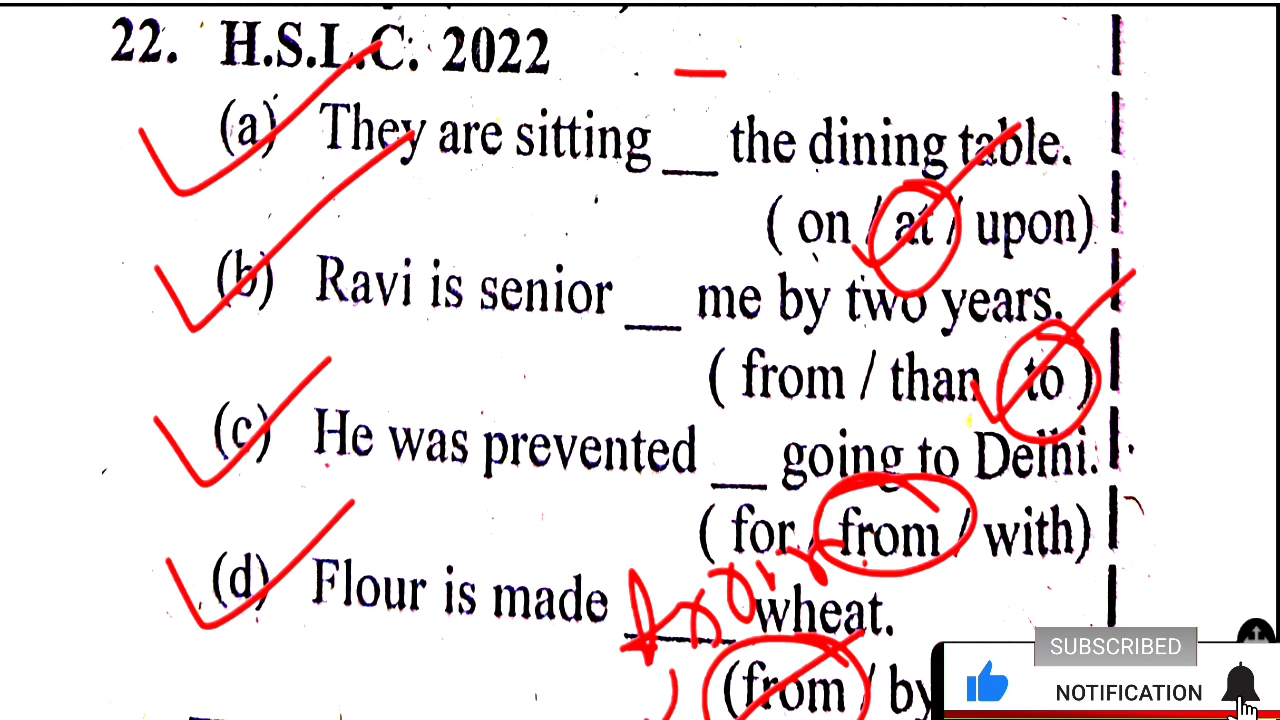 22. H.S.L.C. 2022
(a) They are sitting __ the dining table.
( on / at / upon)
(b) Ravi is senior __ me by two years.
( from / than to )
(c) He was prevented __ going to Delhi.
( for / from / with)
(d) Flour is made from wheat.
(from / by
SUBSCRIBED
NOTIFICATION